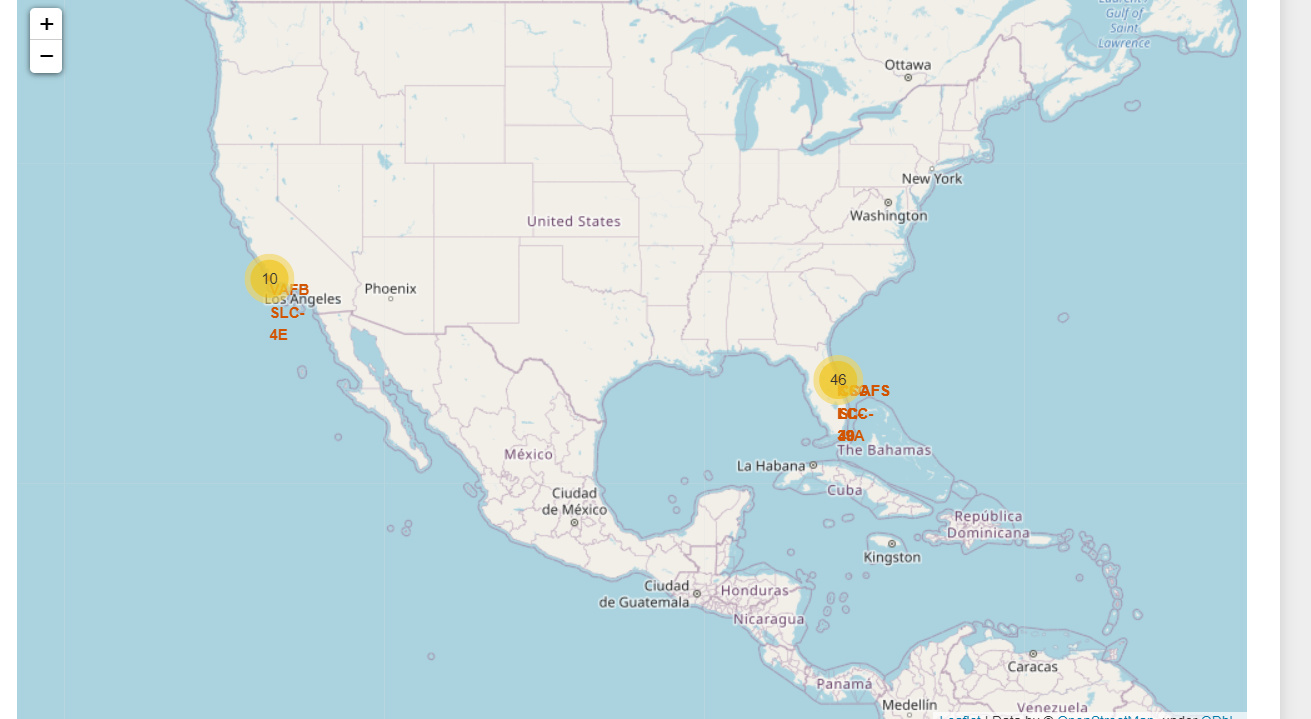 +
−
Gulf of
Saint
Lawrence
Ottawa
New York
Washington
United States
10
VAFB
SLC-
4E
Los Angeles
Phoenix
46
The Bahamas
México
La Habana
Cuba
Ciudad
de México
República
Dominicana
Kingston
Ciudad
de Guatemala
Honduras
Nicaragua
Caracas
Panamá
Medellín
Venezuela
Leaflet | Data by © OpenStreetMap, under ODbL